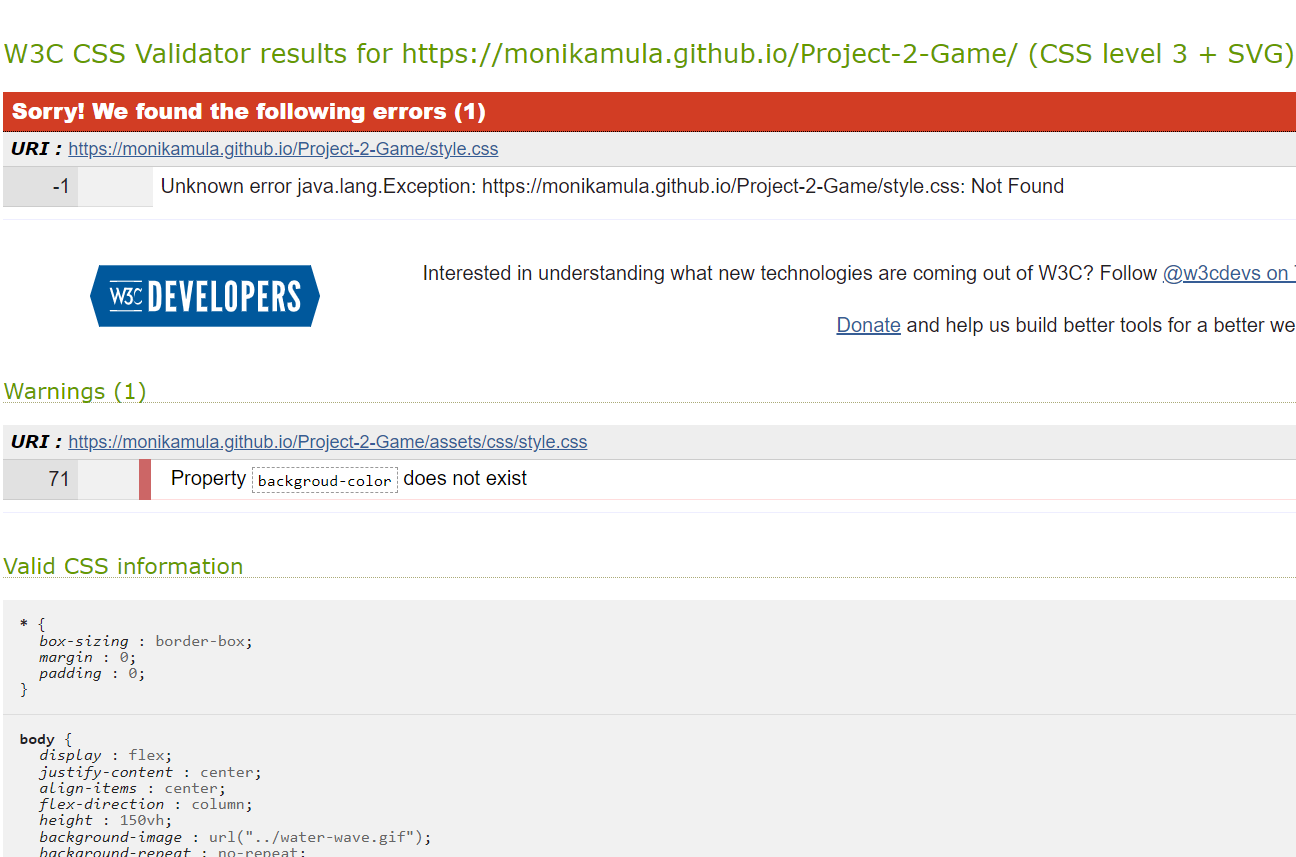 W3C CSS Validator results for https://monikamula.github.io/Project-2-Game/ (CSS level 3 + SVG)
Sorry! We found the following errors (1)
URI : https://monikamula.github.io/Project-2-Game/style.css
-1 Unknown error java.lang.Exception: https://monikamula.github.io/Project-2-Game/style.css: Not Found
W3C DEVELOPERS
Interested in understanding what new technologies are coming out of W3C? Follow @w3cdevs on
Donate and help us build better tools for a better we
Warnings (1)
URI : https://monikamula.github.io/Project-2-Game/assets/css/style.css
71 Property backgroud-color does not exist
Valid CSS information
* {
box-sizing : border-box;
margin : 0;
padding : 0;
}
body {
display : flex;
justify-content : center;
align-items : center;
flex-direction : column;
height : 150vh;
background-image : url("../water-wave.gif");
background-repeat : no-repeat;